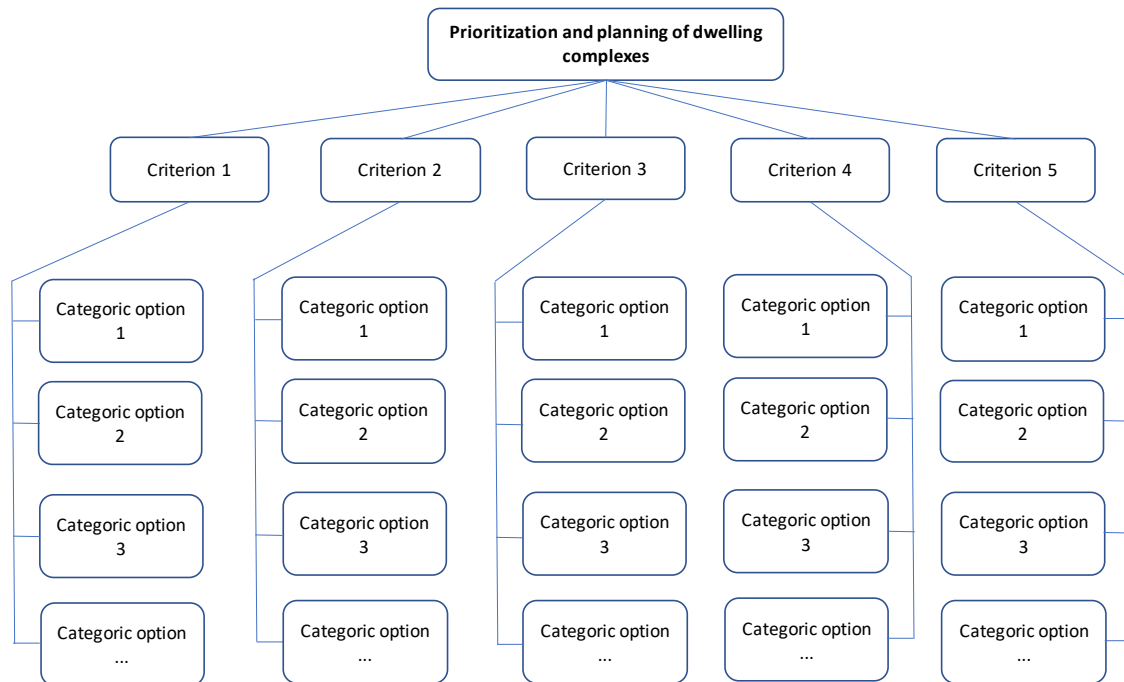 Prioritization and planning of dwelling
complexes
Criterion 1
Criterion 2
Criterion 3
Criterion 4
Criterion 5
Categoric option
1
Categoric option
1
Categoric option
1
Categoric option
1
Categoric option
1
Categoric option
2
Categoric option
2
Categoric option
2
Categoric option
2
Categoric option
2
Categoric option
3
Categoric option
3
Categoric option
3
Categoric option
3
Categoric option
3
Categoric option
...
Categoric option
...
Categoric option
...
Categoric option
...
Categoric option
...